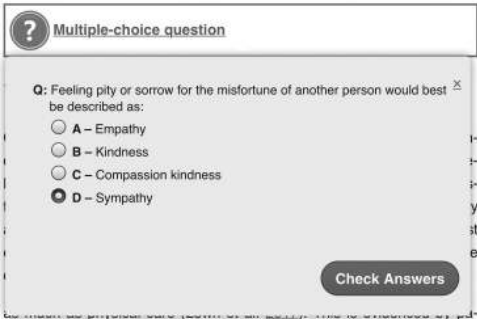 ?
Multiple-choice question
x
Q: Feeling pity or sorrow for the misfortune of another person would best
be described as:
A – Empathy
B – Kindness
C – Compassion kindness
D – Sympathy
Check Answers